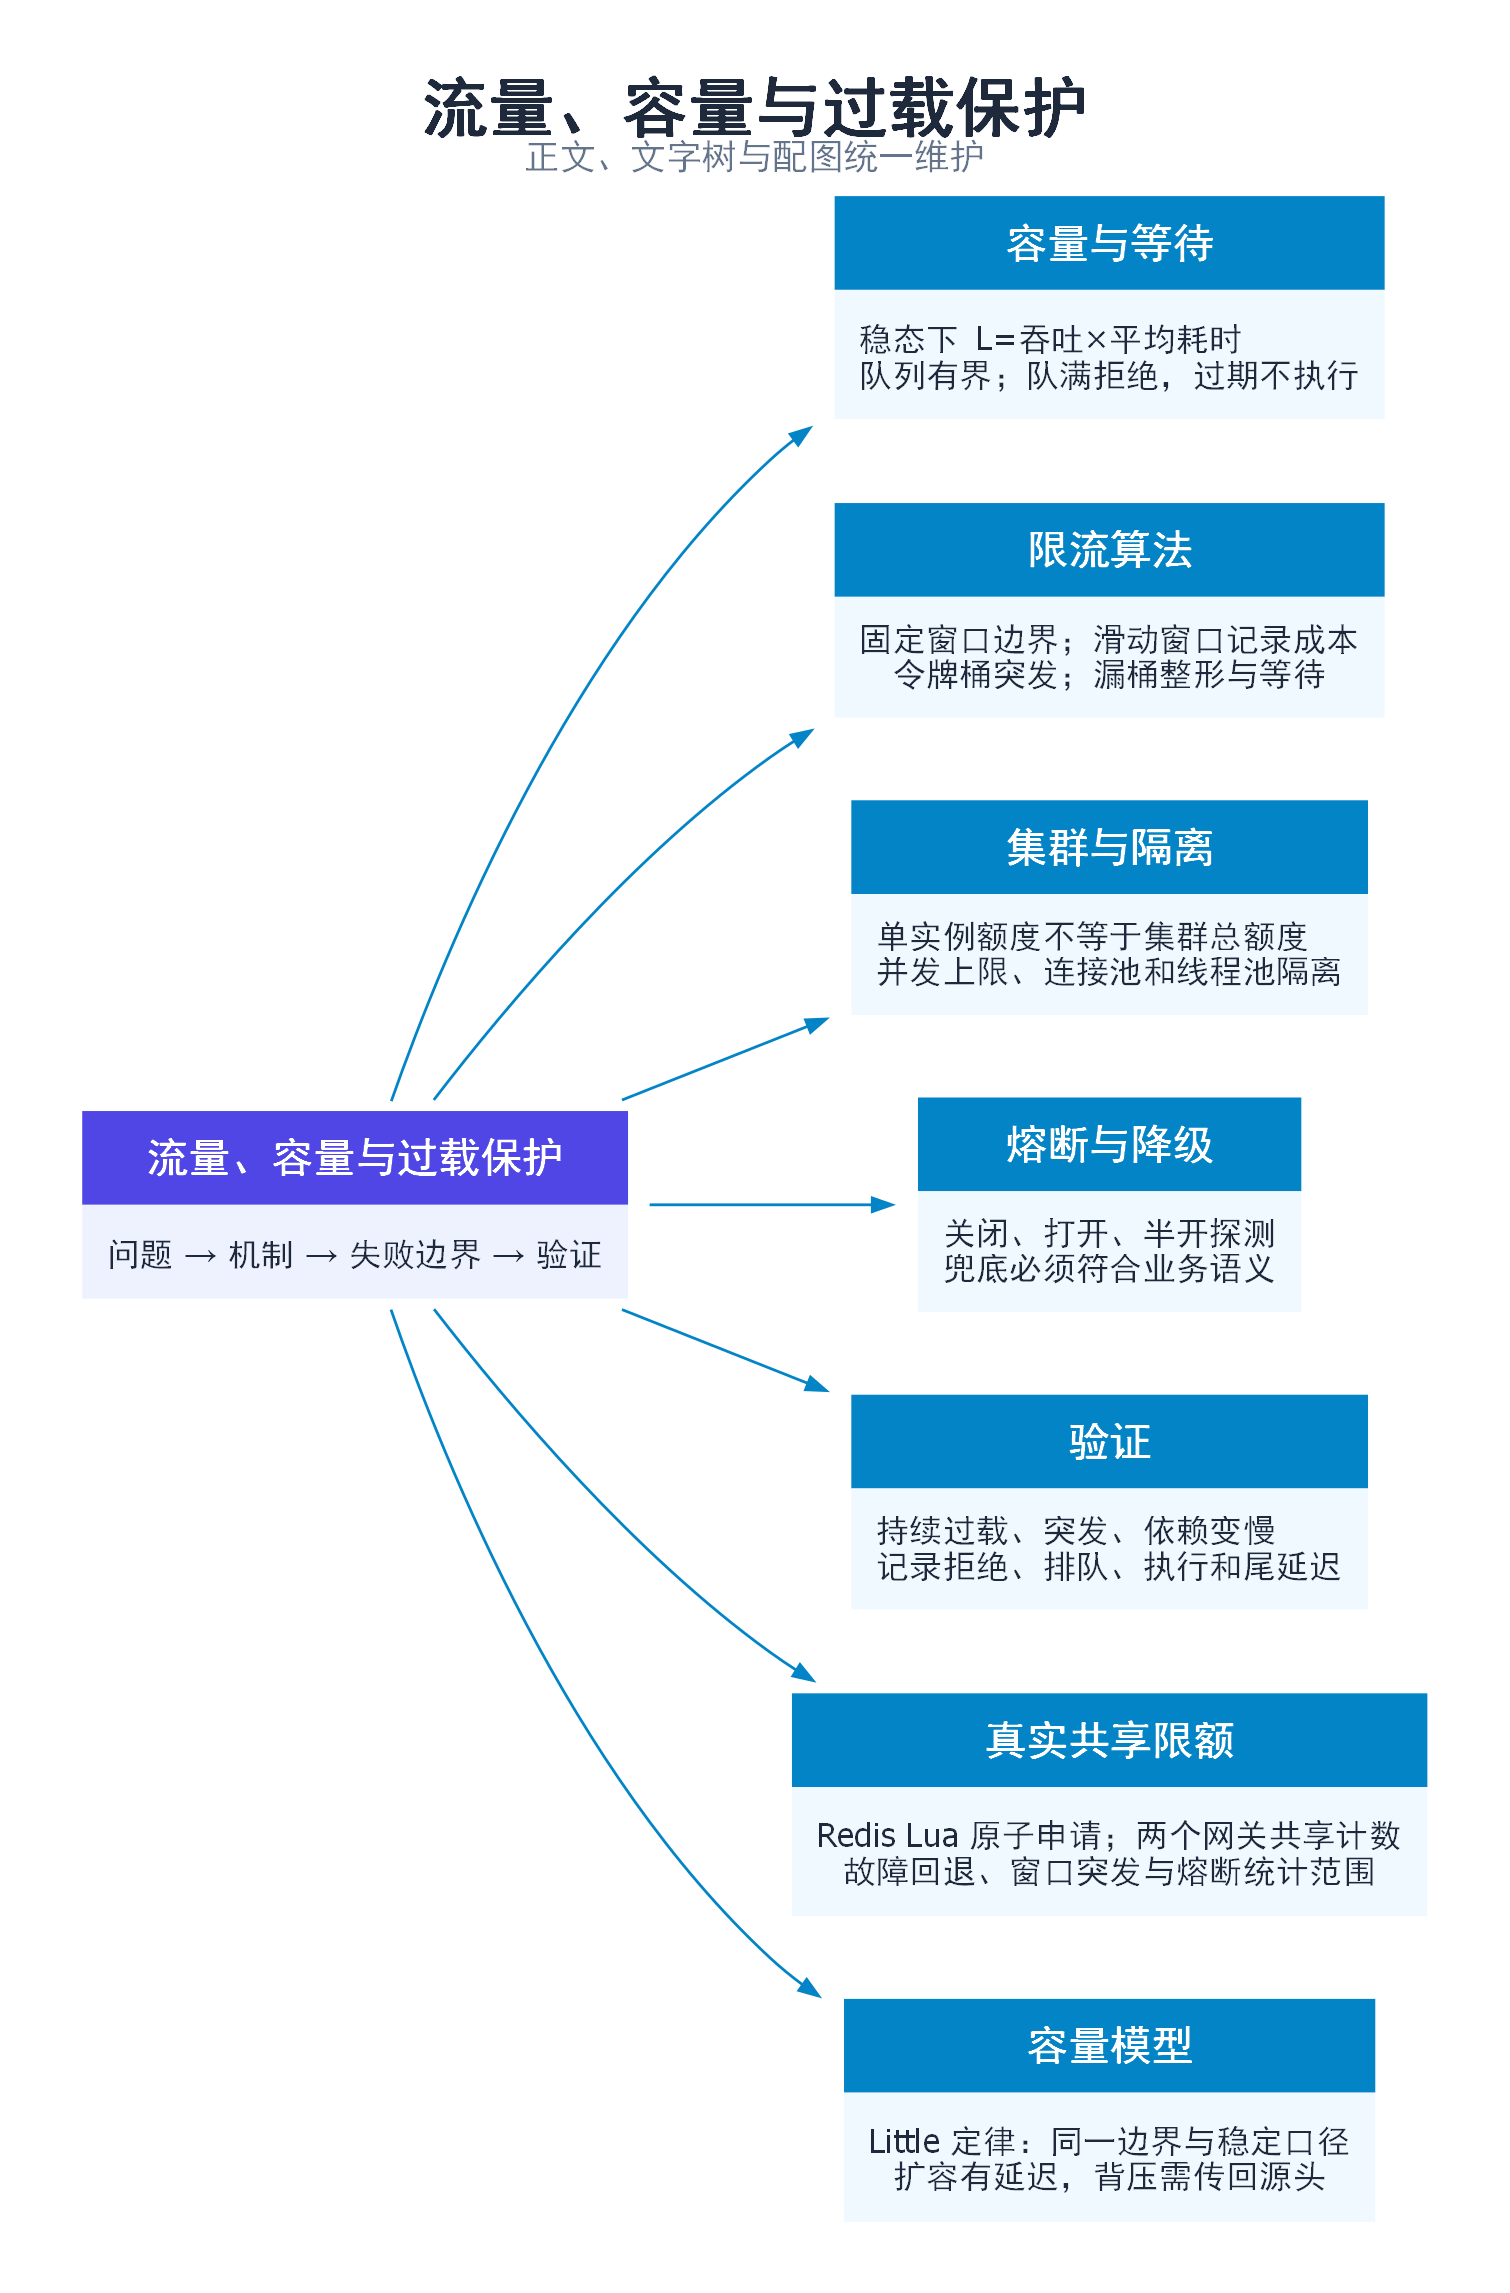 流量、容量与过载保护
正文、文字树与配图统一维护
容量与等待
稳态下 L=吞吐×平均耗时
队列有界；队满拒绝，过期不执行
限流算法
固定窗口边界；滑动窗口记录成本
令牌桶突发；漏桶整形与等待
集群与隔离
单实例额度不等于集群总额度
并发上限、连接池和线程池隔离
流量、容量与过载保护
问题 → 机制 → 失败边界 → 验证
熔断与降级
关闭、打开、半开探测
兜底必须符合业务语义
验证
持续过载、突发、依赖变慢
记录拒绝、排队、执行和尾延迟
真实共享限额
Redis Lua 原子申请；两个网关共享计数
故障回退、窗口突发与熔断统计范围
容量模型
Little 定律：同一边界与稳定口径
扩容有延迟，背压需传回源头